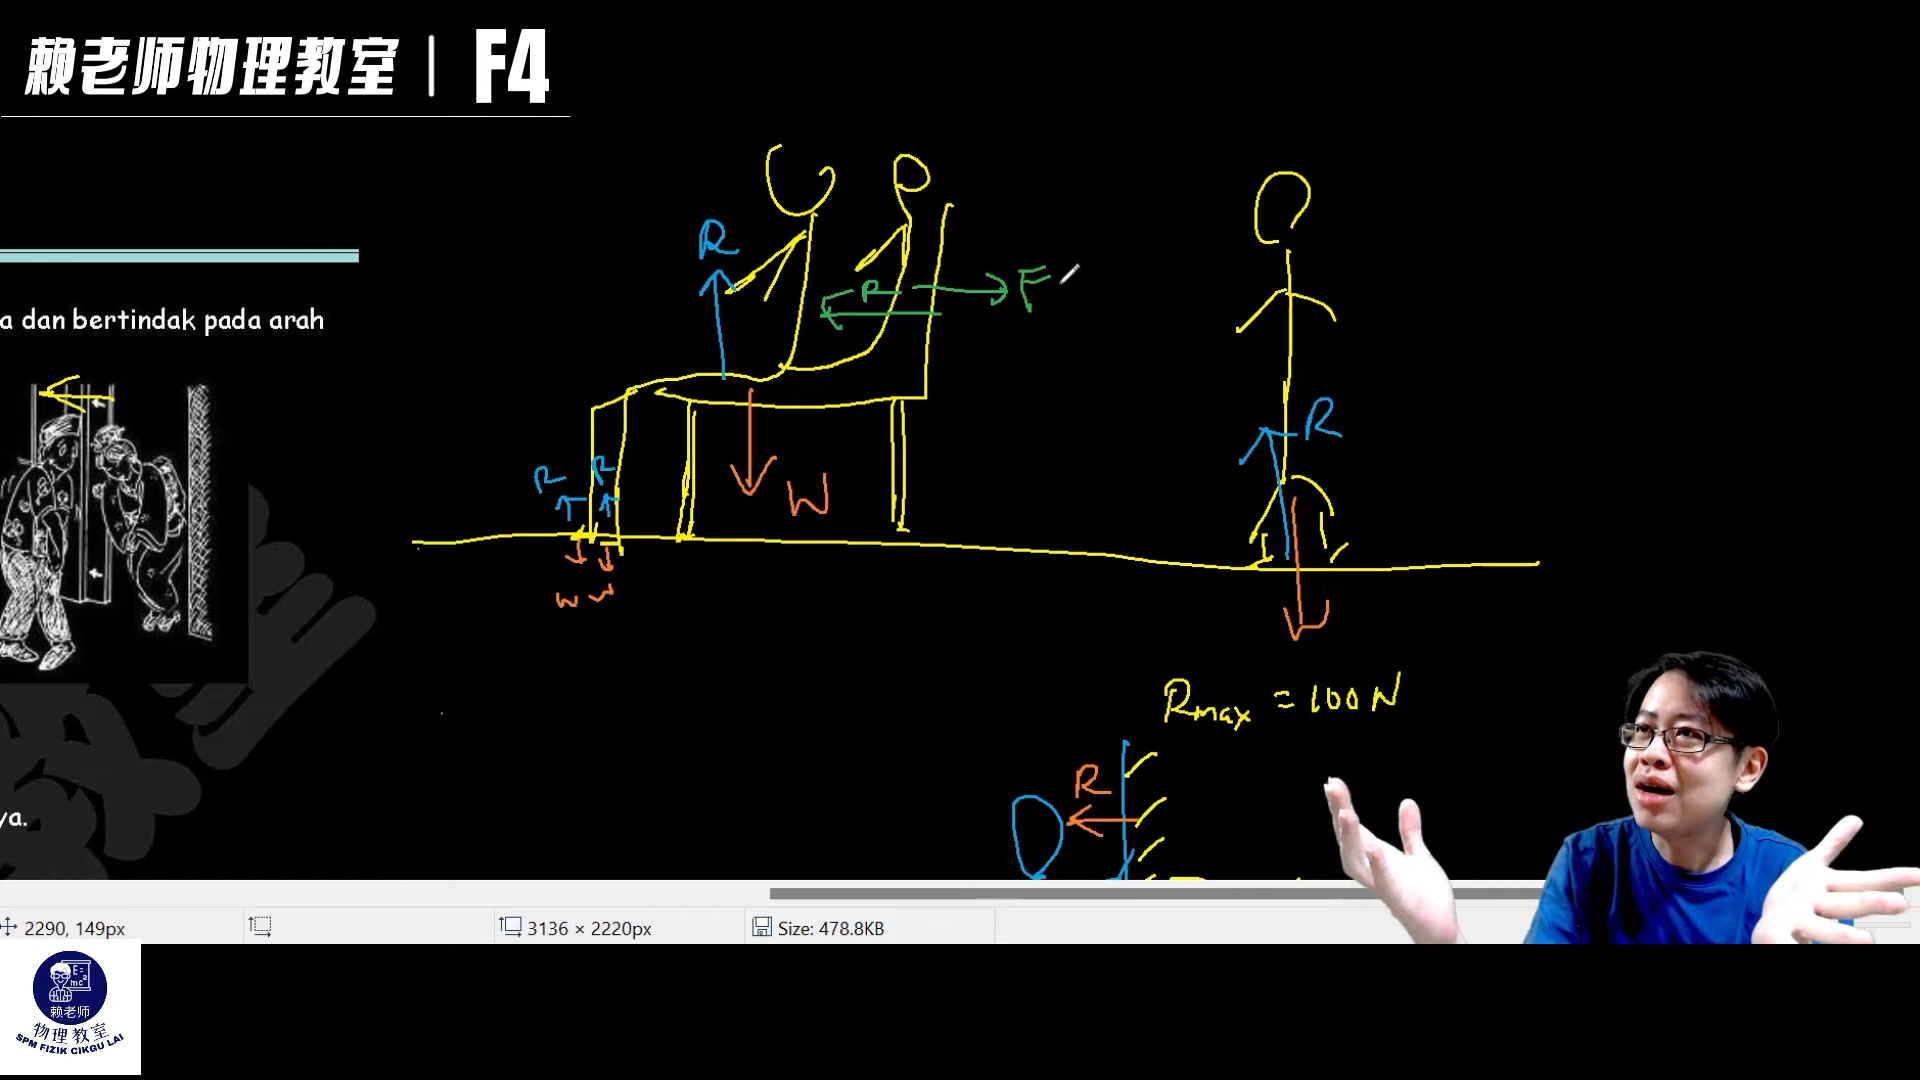 赖老师物理教室 | F4
a dan bertindak pada arah
R
R
F
R
R
R
W
W W
Rmax = 100 N
R
ya.
2290, 149px
3136 × 2220px
Size: 478.8KB
E=
mc²
赖老师
物理教室
SPM FIZIK CIKGU LAI